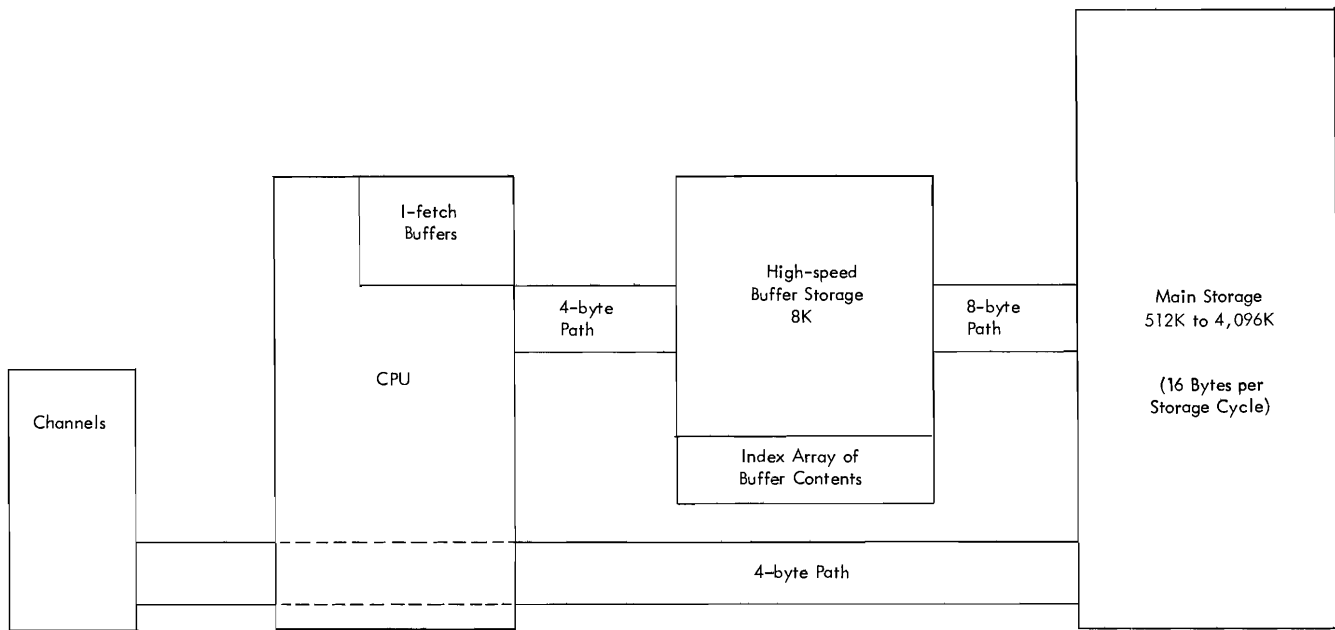 I-fetch
Buffers
High-speed
Buffer Storage
8K
4-byte
Path
8-byte
Path
Main Storage
512K to 4,096K
(16 Bytes per
Storage Cycle)
CPU
Channels
Index Array of
Buffer Contents
4-byte Path